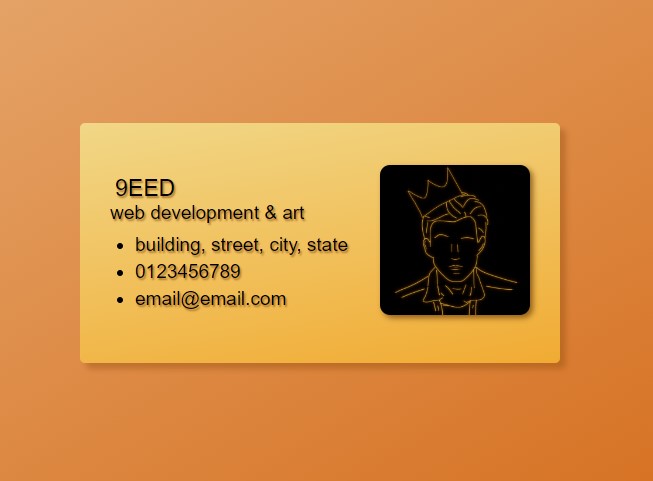 9EED
web development & art
building, street, city, state
0123456789
email@email.com